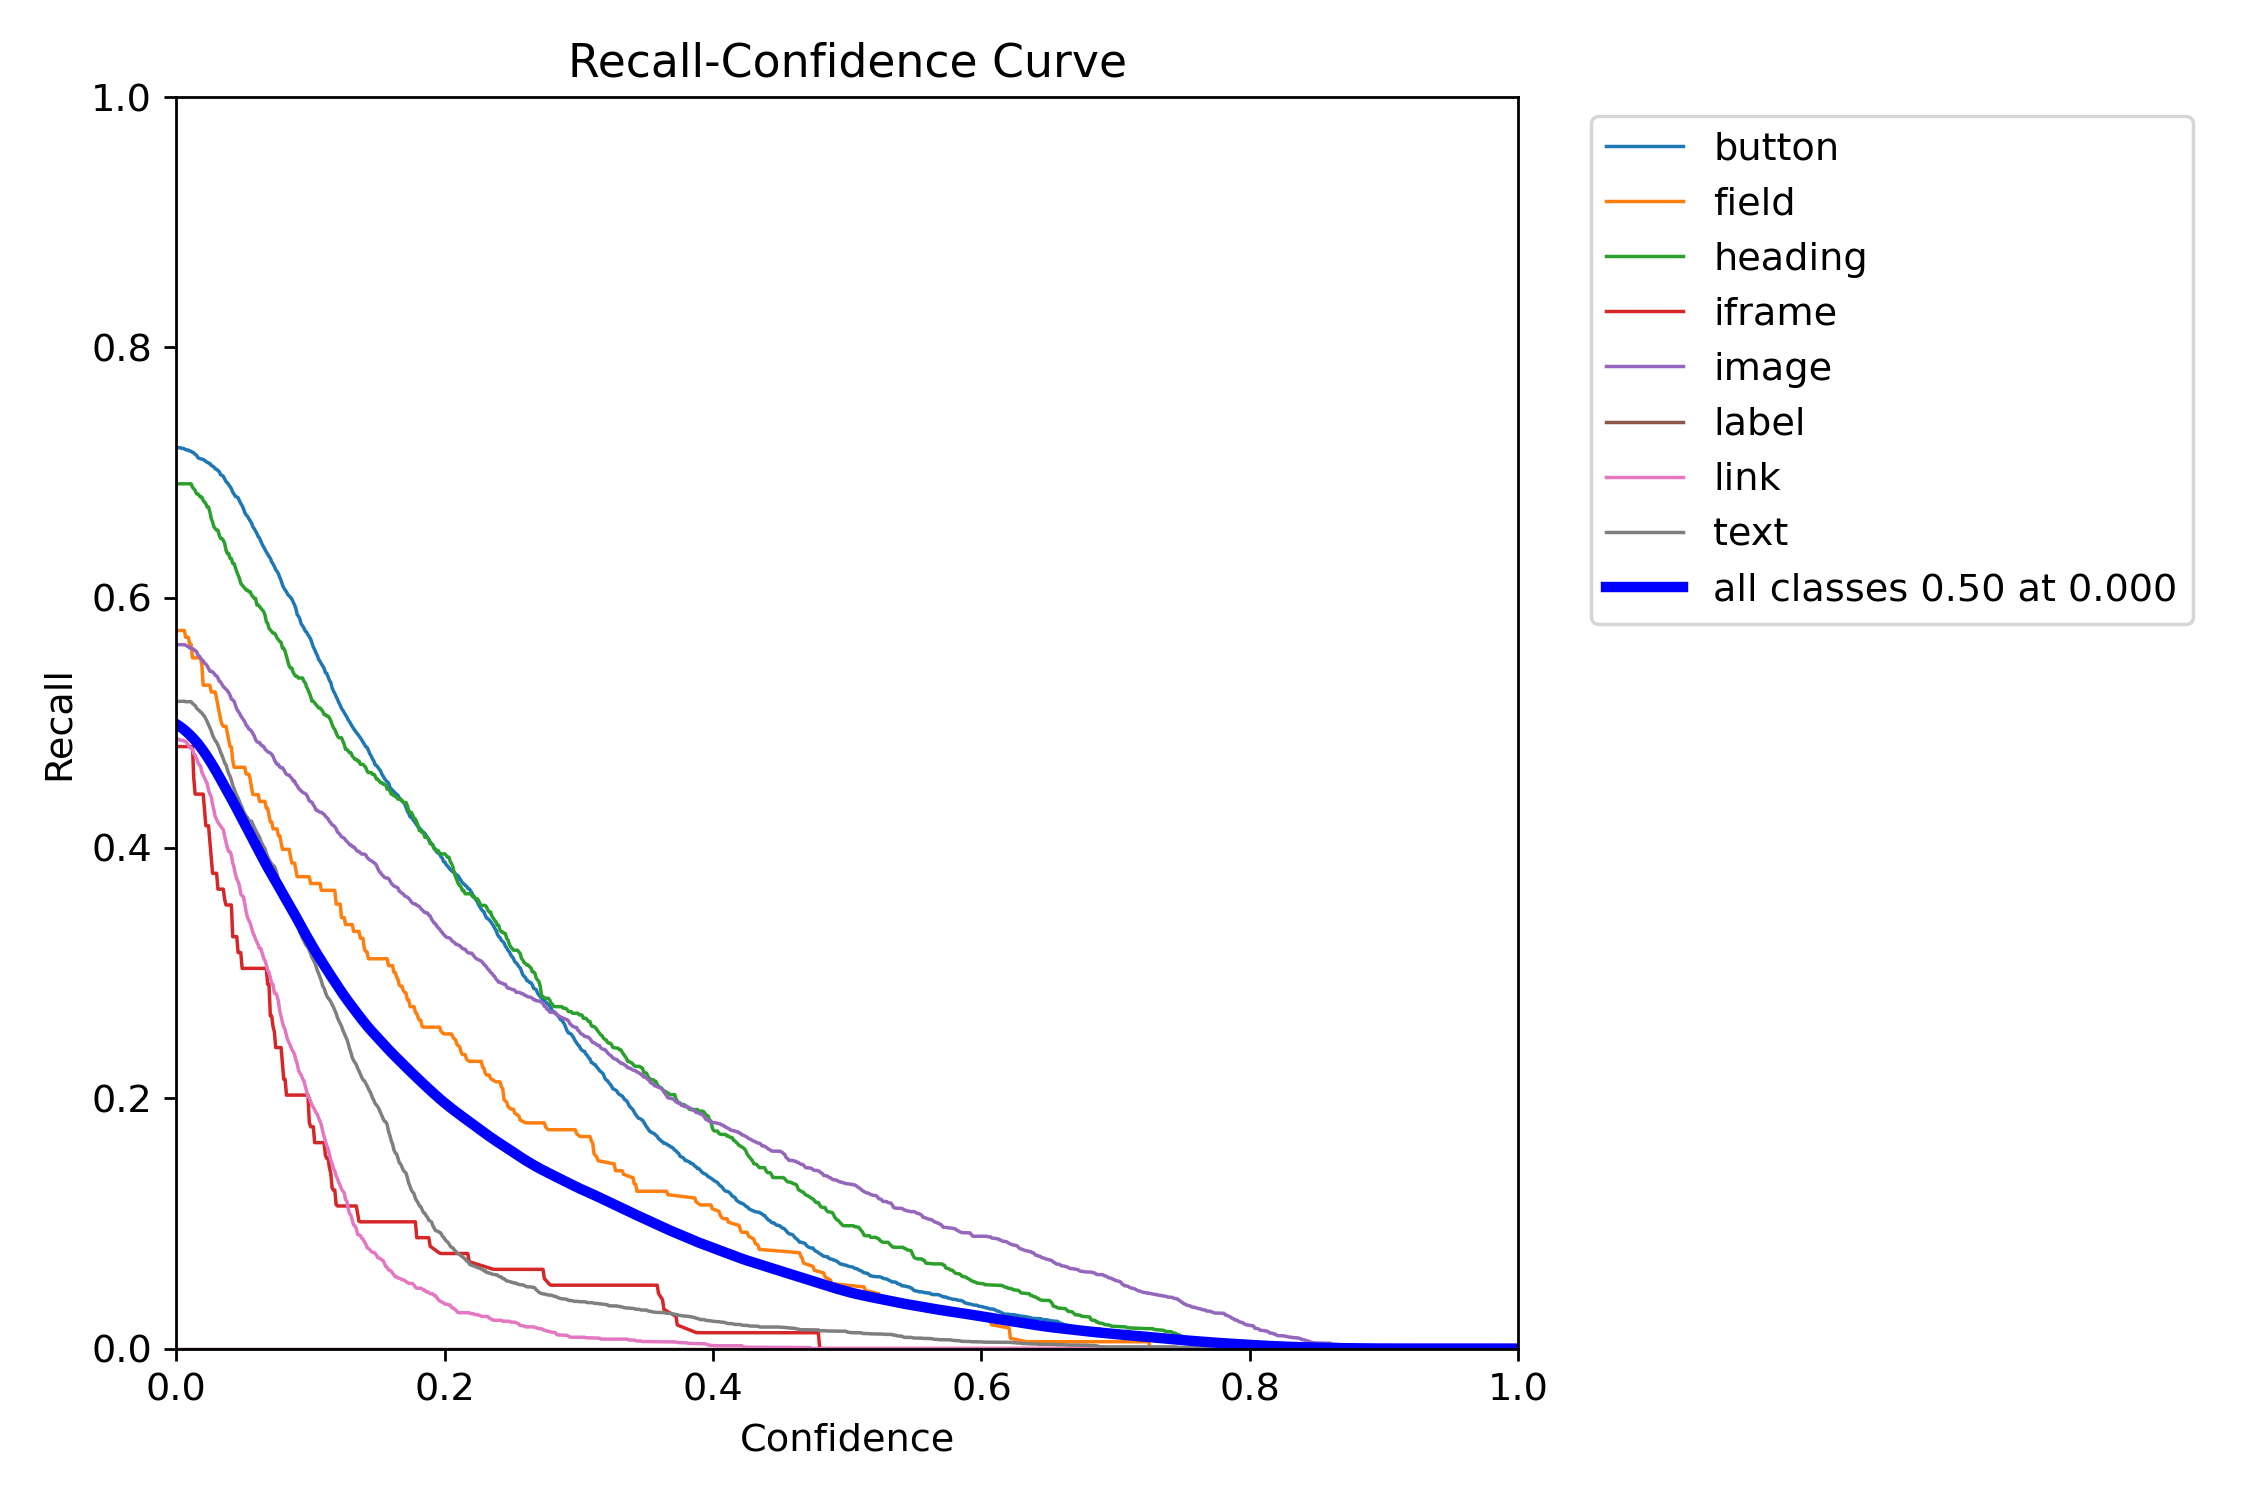 Recall-Confidence Curve
1.0
0.8
0.6
0.4
0.2
0.0
Recall
0.0 0.2 0.4 0.6 0.8 1.0
Confidence
button
field
heading
iframe
image
label
link
text
all classes 0.50 at 0.000